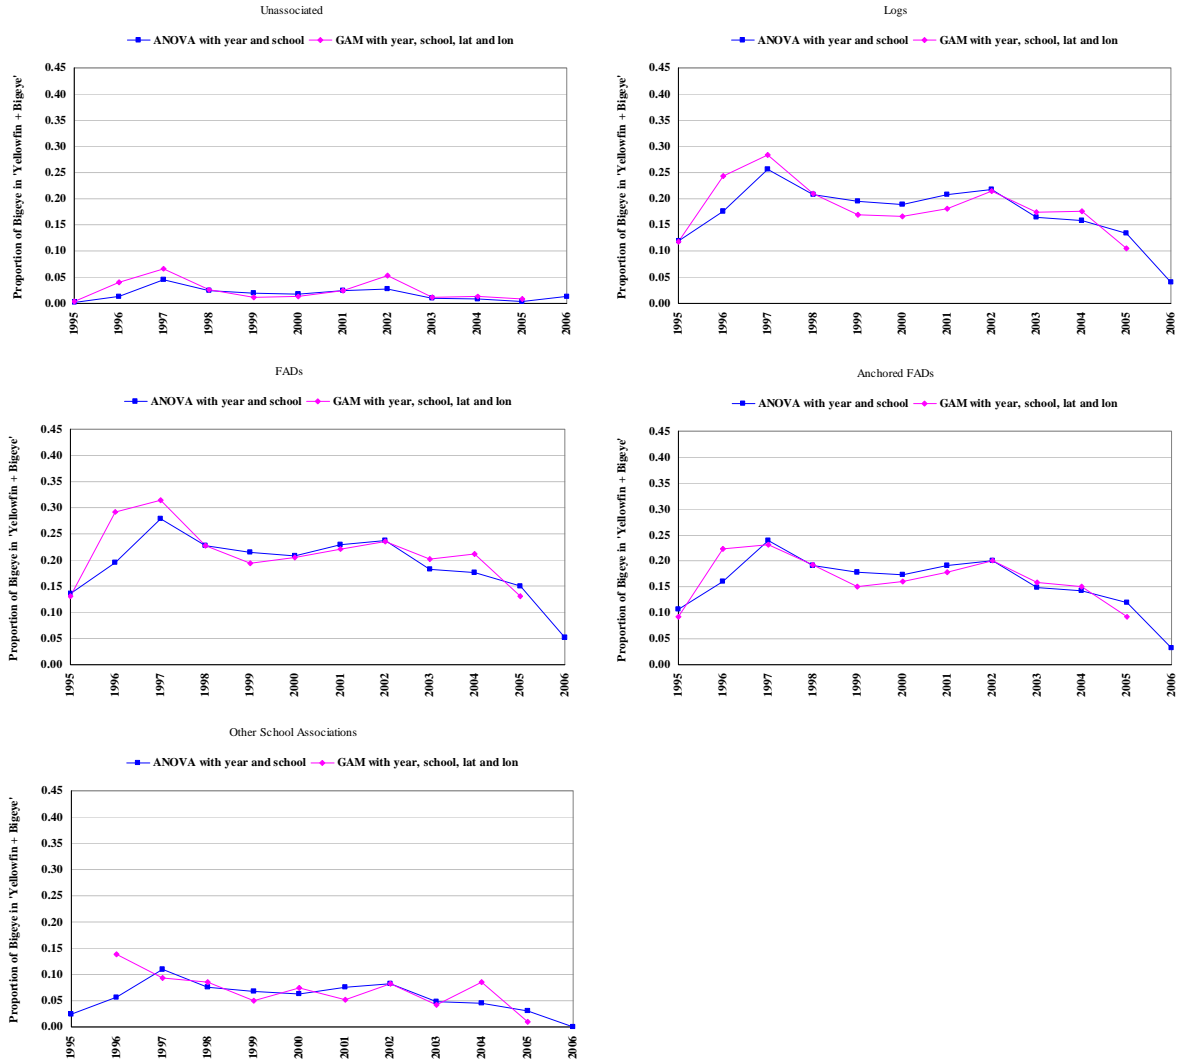 Unassociated
ANOVA with year and school GAM with year, school, lat and lon
Proportion of Bigeye in 'Yellowfin + Bigeye'
0.45
0.40
0.35
0.30
0.25
0.20
0.15
0.10
0.05
0.00
1995 1996 1997 1998 1999 2000 2001 2002 2003 2004 2005 2006
Logs
ANOVA with year and school GAM with year, school, lat and lon
Proportion of Bigeye in 'Yellowfin + Bigeye'
0.45
0.40
0.35
0.30
0.25
0.20
0.15
0.10
0.05
0.00
1995 1996 1997 1998 1999 2000 2001 2002 2003 2004 2005 2006
FADs
ANOVA with year and school GAM with year, school, lat and lon
Proportion of Bigeye in 'Yellowfin + Bigeye'
0.45
0.40
0.35
0.30
0.25
0.20
0.15
0.10
0.05
0.00
1995 1996 1997 1998 1999 2000 2001 2002 2003 2004 2005 2006
Anchored FADs
ANOVA with year and school GAM with year, school, lat and lon
Proportion of Bigeye in 'Yellowfin + Bigeye'
0.45
0.40
0.35
0.30
0.25
0.20
0.15
0.10
0.05
0.00
1995 1996 1997 1998 1999 2000 2001 2002 2003 2004 2005 2006
Other School Associations
ANOVA with year and school GAM with year, school, lat and lon
Proportion of Bigeye in 'Yellowfin + Bigeye'
0.45
0.40
0.35
0.30
0.25
0.20
0.15
0.10
0.05
0.00
1995 1996 1997 1998 1999 2000 2001 2002 2003 2004 2005 2006